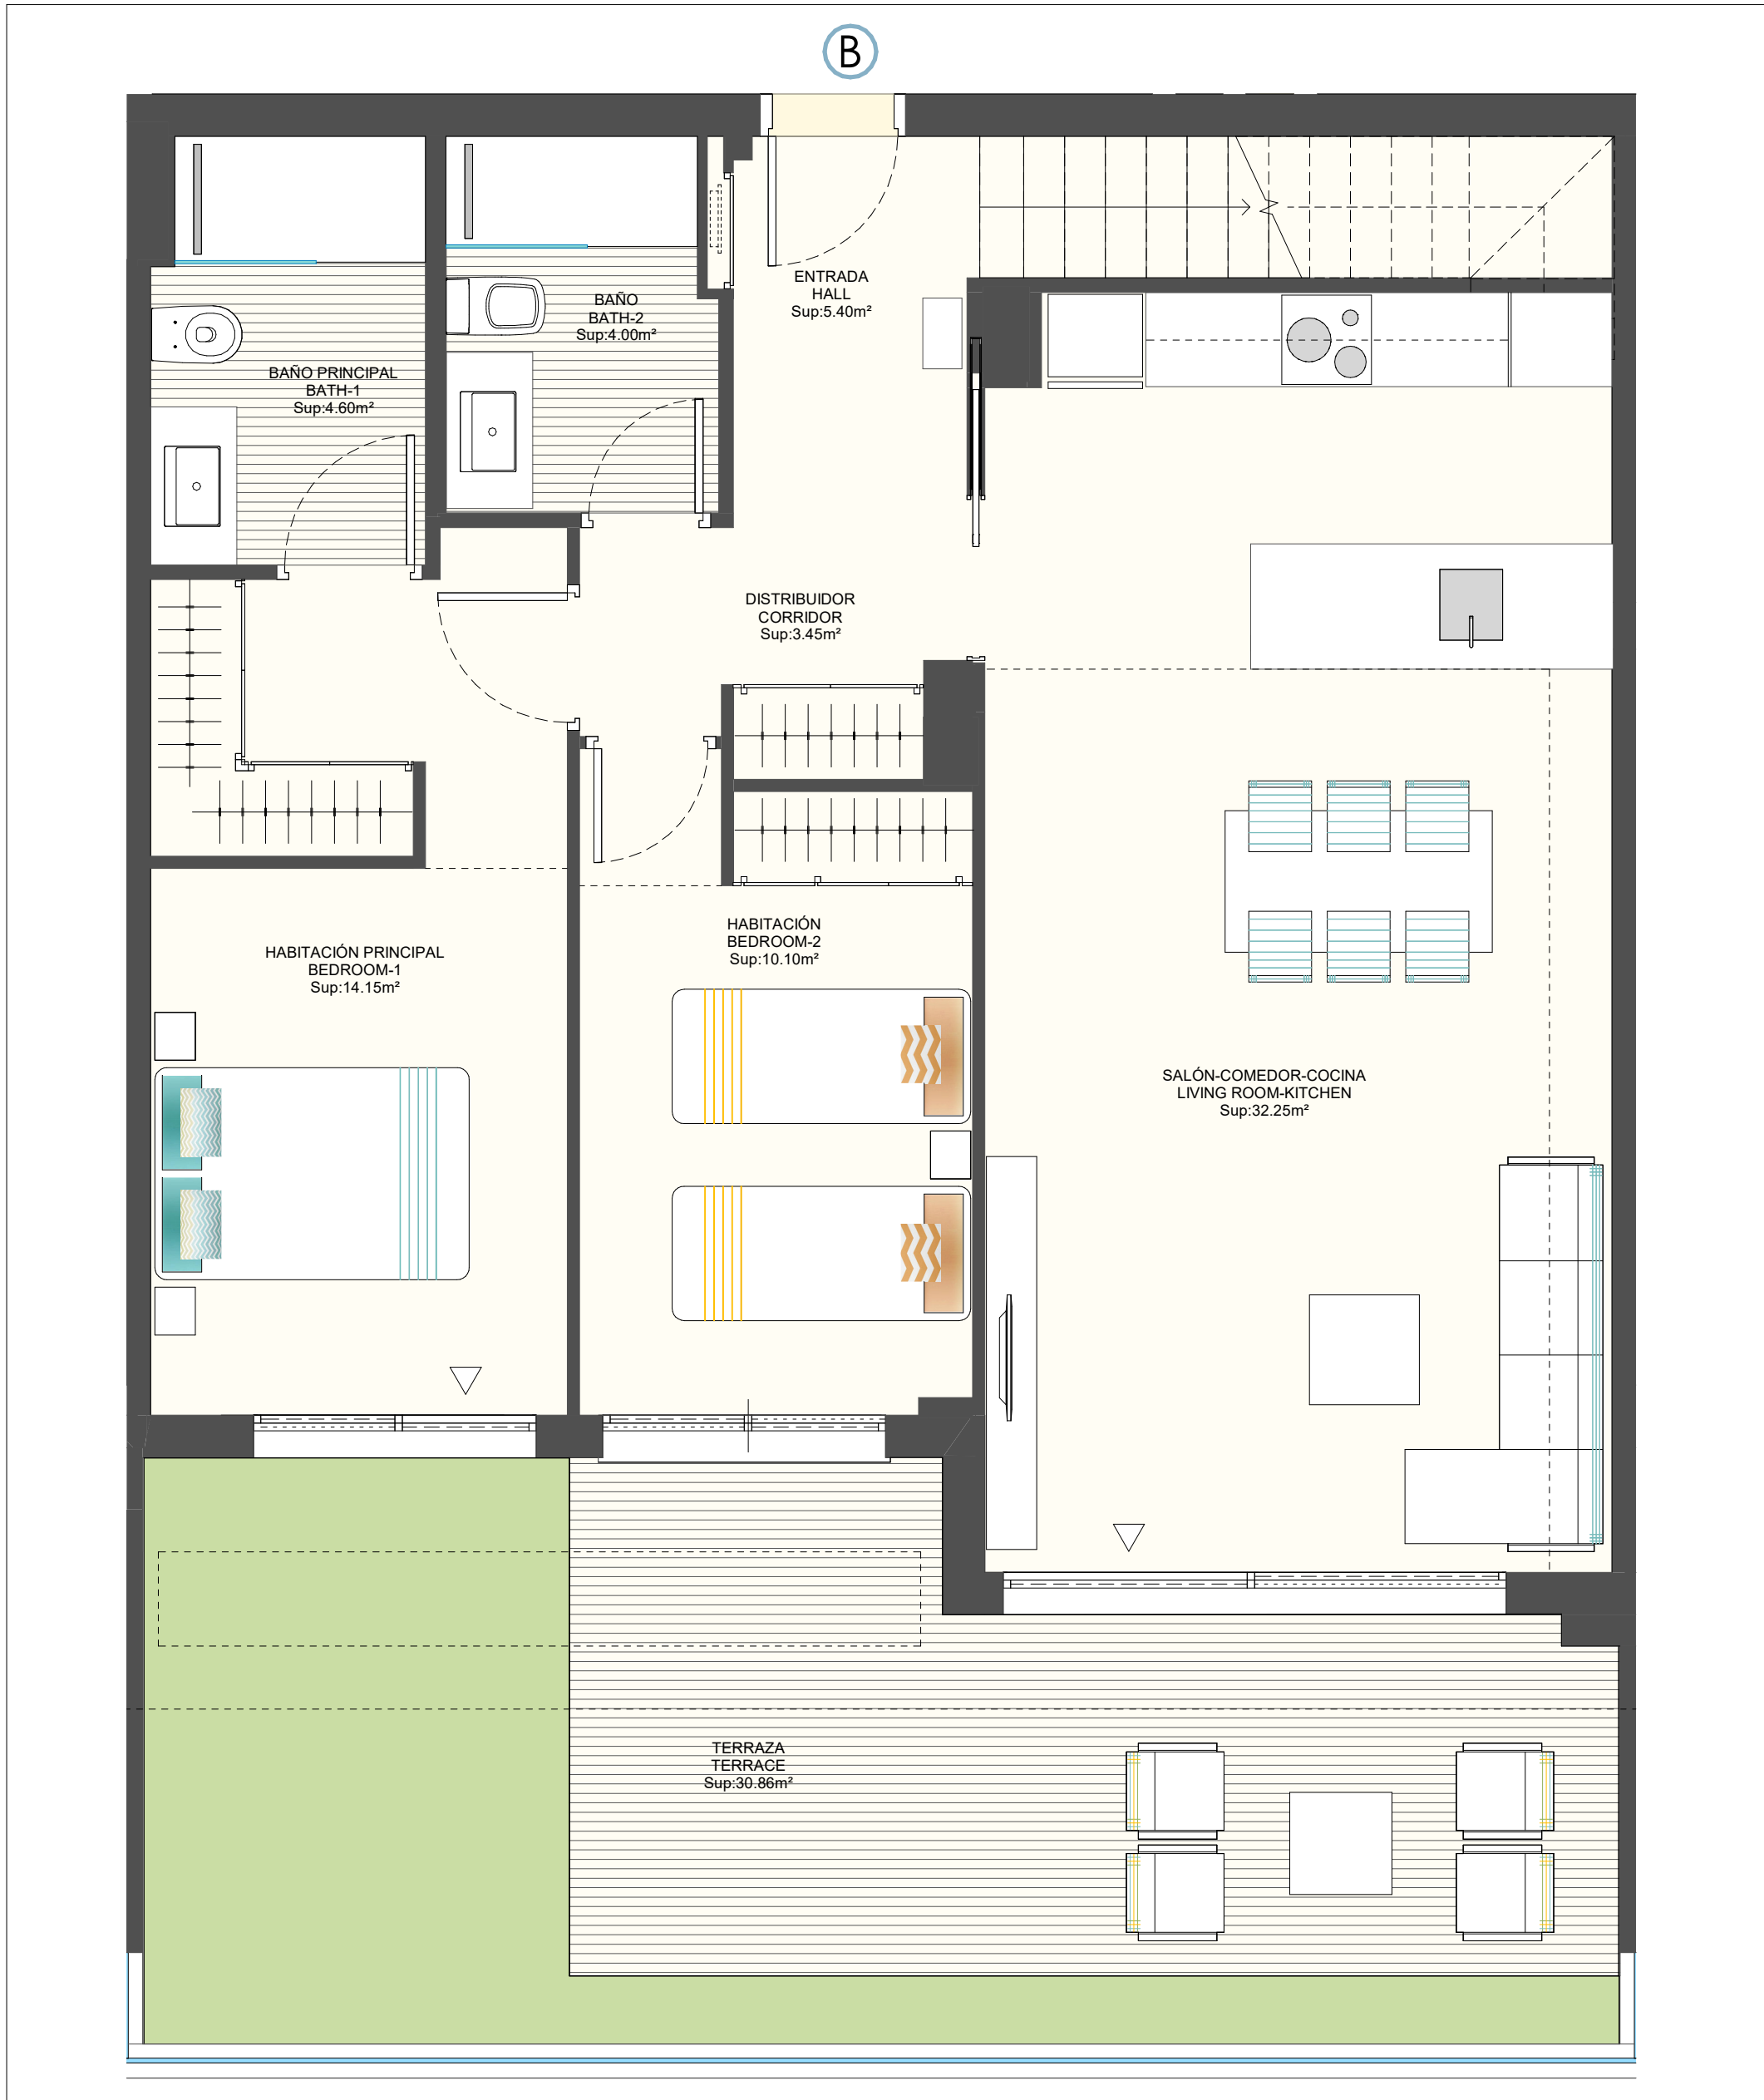 B
ENTRADA
HALL
Sup:5.40m²
BAÑO
BATH-2
Sup:4.00m²
BAÑO PRINCIPAL
BATH-1
Sup:4.60m²
DISTRIBUIDOR
CORRIDOR
Sup:3.45m²
HABITACIÓN
BEDROOM-2
Sup:10.10m²
HABITACIÓN PRINCIPAL
BEDROOM-1
Sup:14.15m²
SALÓN-COMEDOR-COCINA
LIVING ROOM-KITCHEN
Sup:32.25m²
TERRAZA
TERRACE
Sup:30.86m²